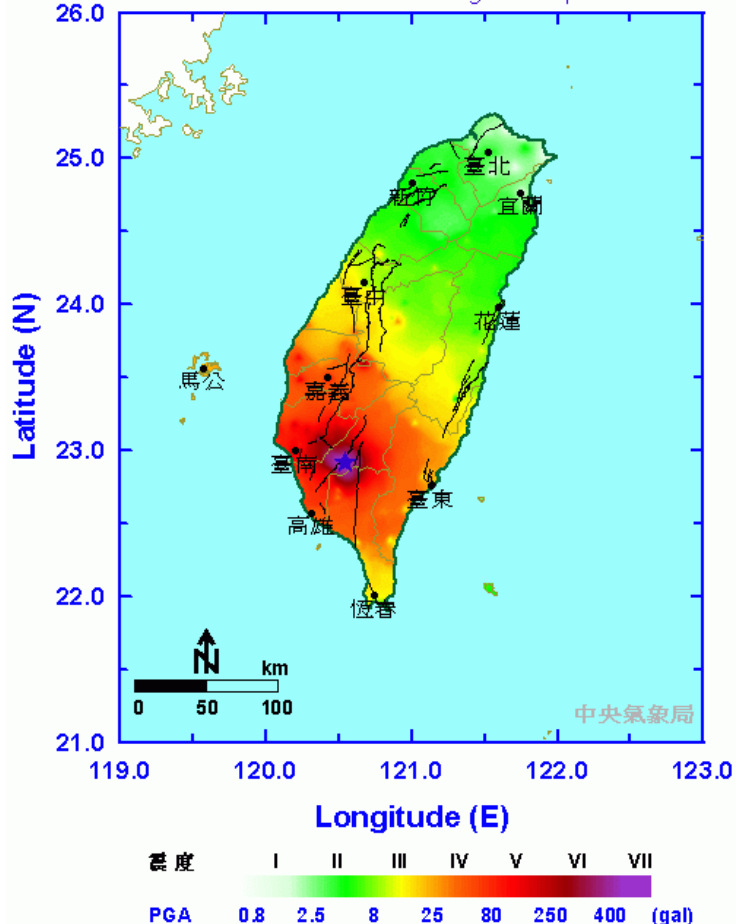 26.0
25.0
24.0
23.0
22.0
21.0
Latitude (N)
臺北
新竹
宜蘭
臺中
花蓮
馬公
嘉義
臺南
臺東
高雄
恆春
N
km
0 50 100
中央氣象局
119.0 120.0 121.0 122.0 123.0
Longitude (E)
震度 I II III IV V VI VII
PGA 0.8 2.5 8 25 80 250 400 (gal)